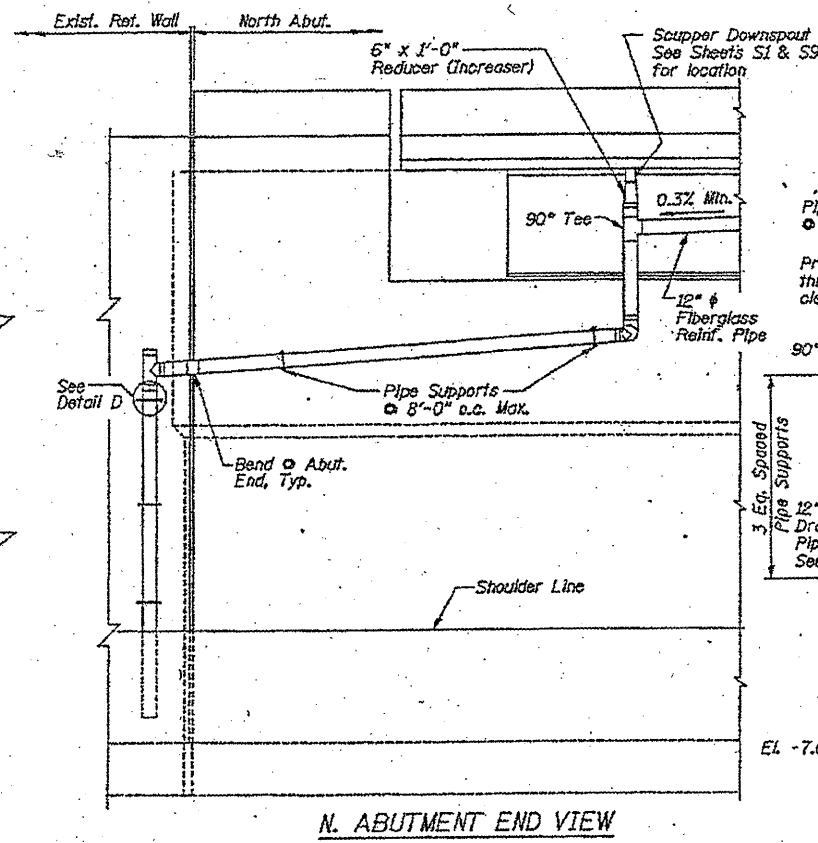 Exist. Ret. Wall
North Abut.
6" x 1'-0"
Reducer (Increaser)
Scupper Downspout
See Sheets S1 & S9
for location
90° Tee
0.3% Min.
12" ϕ
Fiberglass
Reinf. Pipe
See
Detail D
Pipe Supports
@ 8'-0" o.c. Max.
Bend @ Abut.
End, Typ.
Shoulder Line
90°
3 Eq. Spaced
Pipe Supports
12"
See
El. -7.
N. ABUTMENT END VIEW